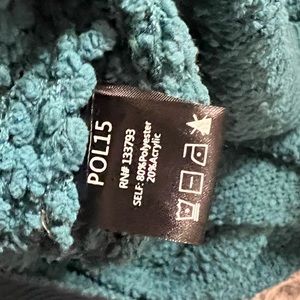 POL15
RN# 133793
SELF: 80%Polyester
20%Acrylic